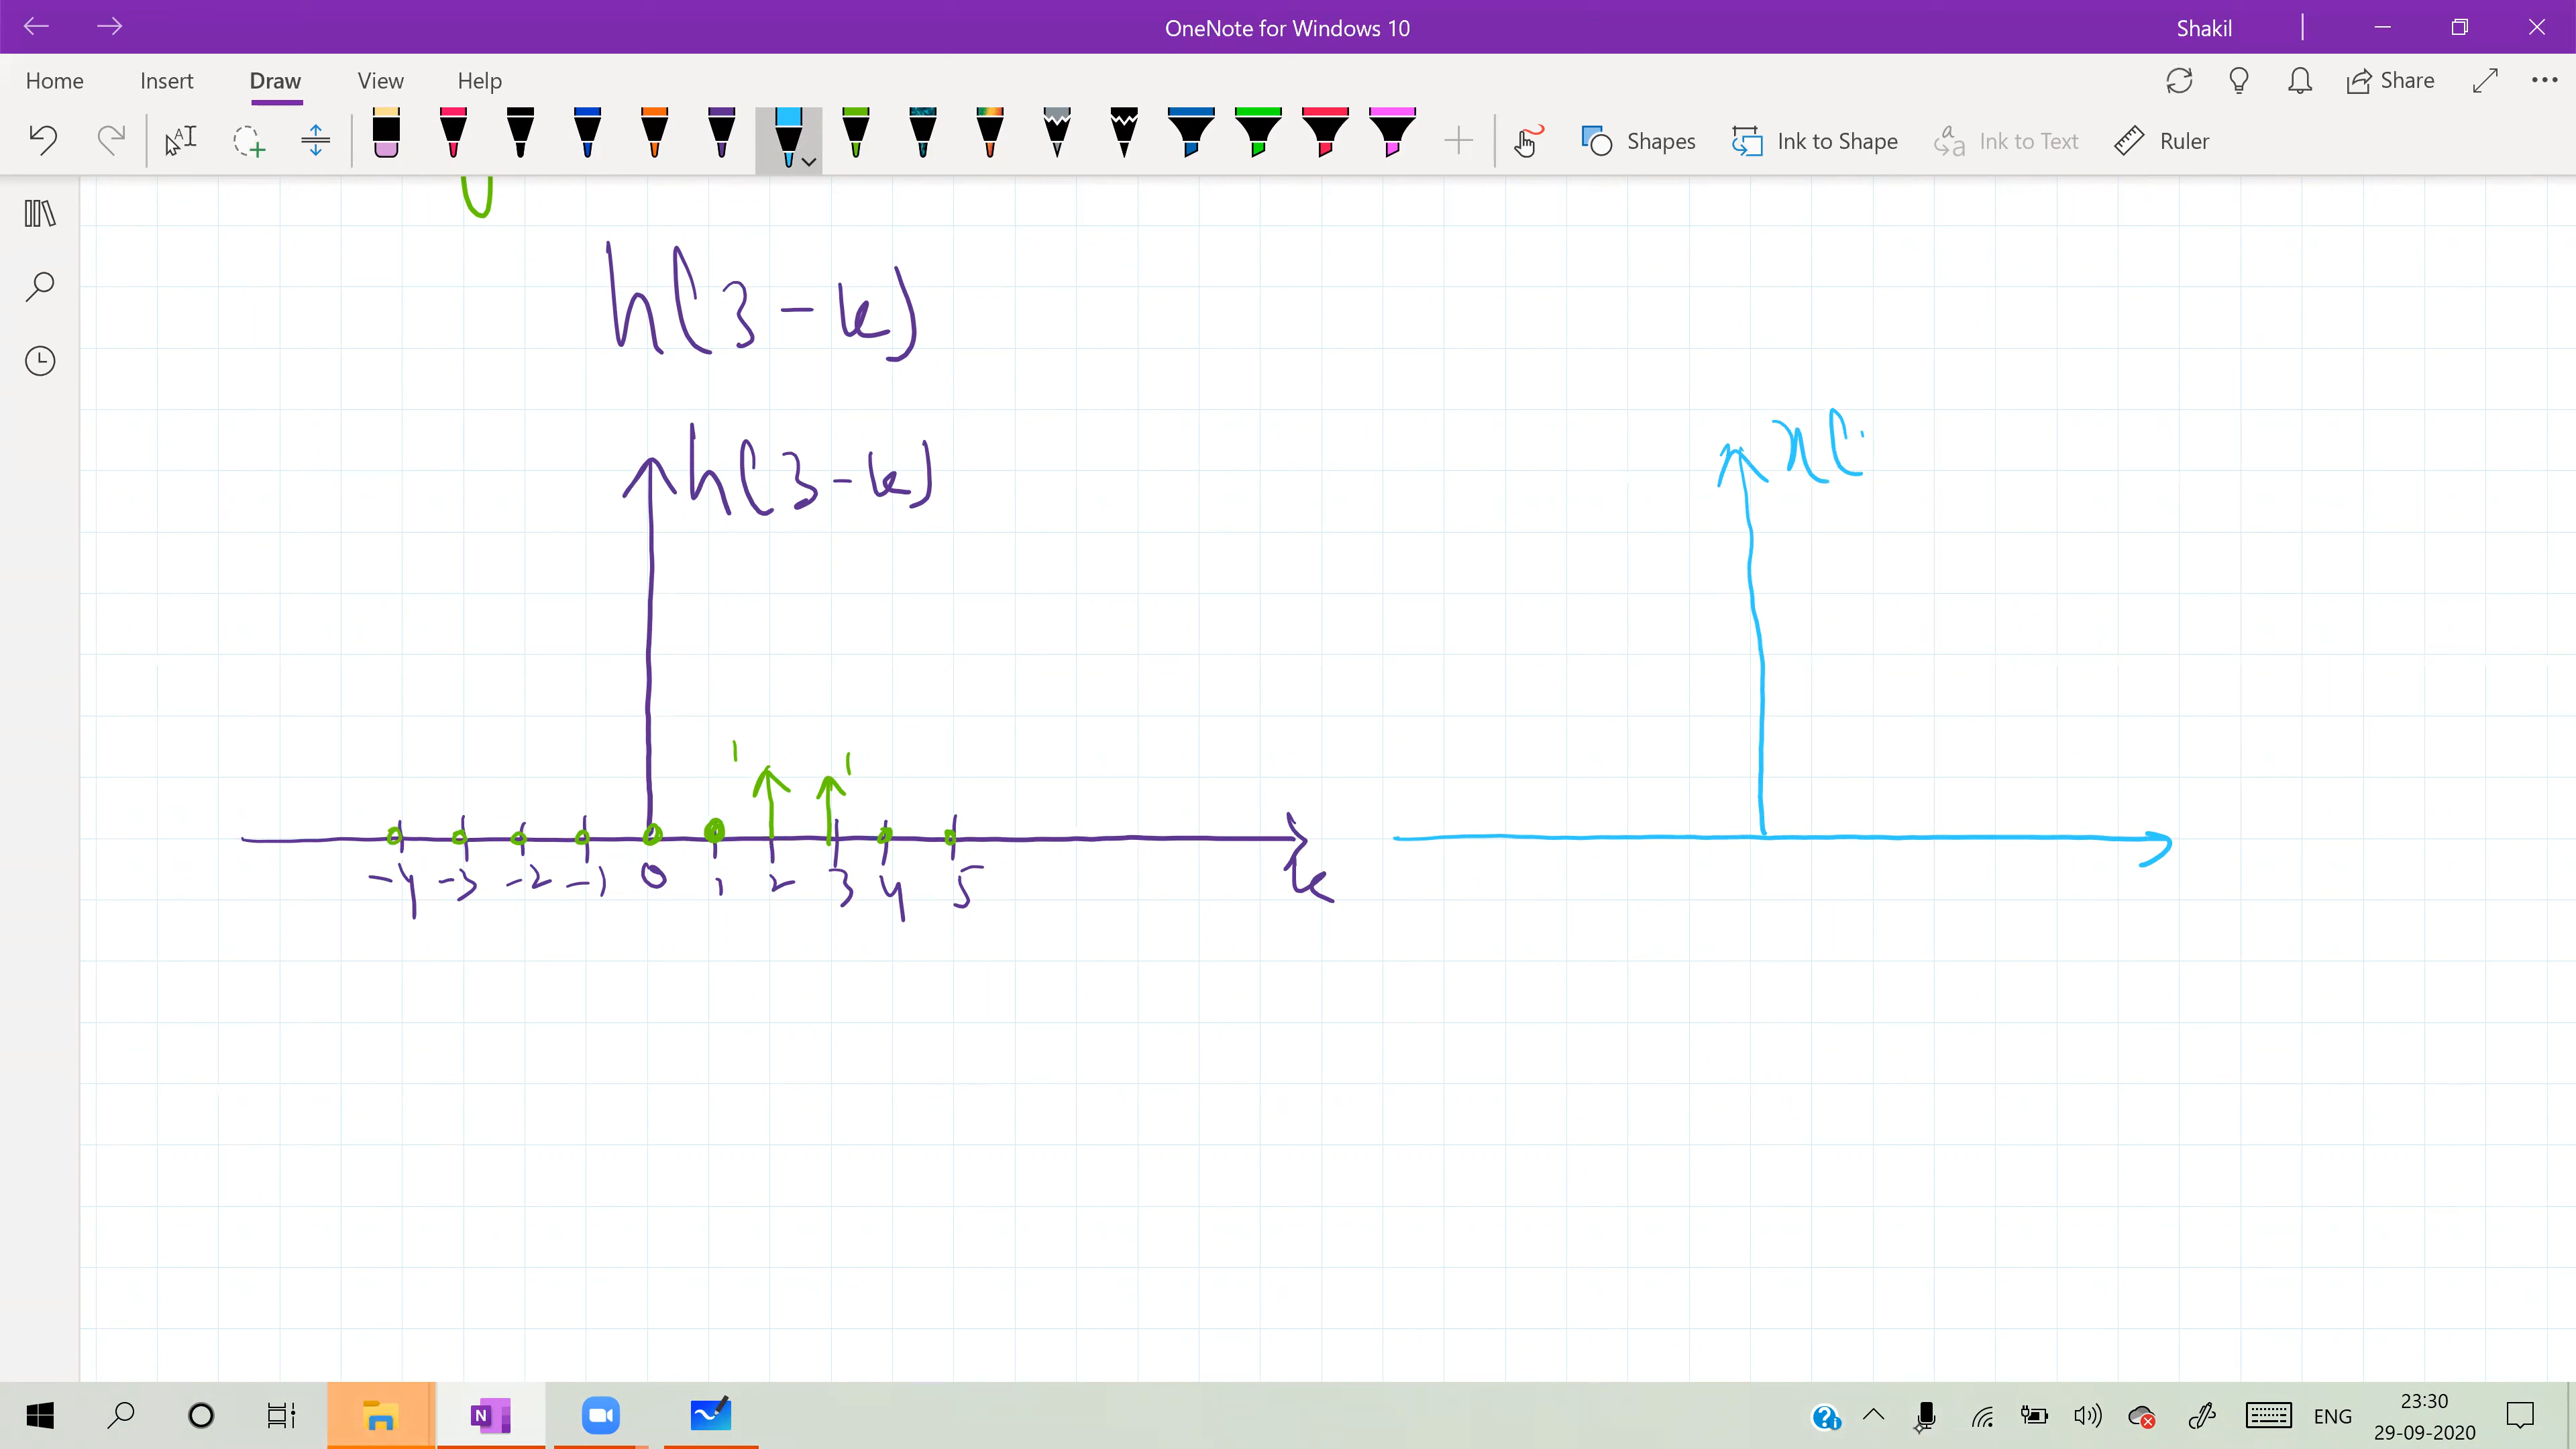 OneNote for Windows 10
Shakil
Home Insert Draw View Help
Share
Shapes Ink to Shape Ink to Text Ruler
h(3-k)
h(3-k)
x(
1 1
-4 -3 -2 -1 0 1 2 3 4 5
k
23:30
ENG
29-09-2020